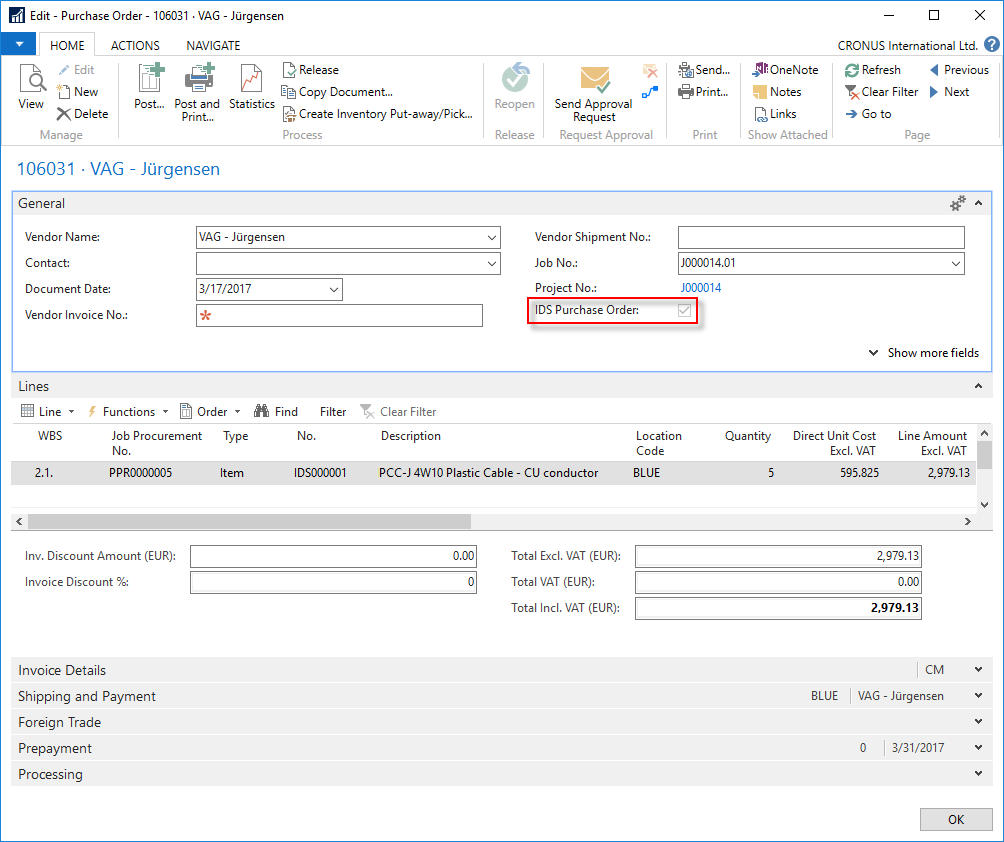 Edit - Purchase Order - 106031 · VAG - Jürgensen
HOME ACTIONS NAVIGATE CRONUS International Ltd. ?
View
Edit
New
Delete
Manage
Post...
Post and Print...
Statistics
Release
Copy Document...
Create Inventory Put-away/Pick...
Process
Reopen
Release
Send Approval Request
Request Approval
Send...
Print...
Print
OneNote
Notes
Links
Show Attached
Refresh
Clear Filter
Go to
Previous
Next
Page
106031 · VAG - Jürgensen
General
Vendor Name: VAG - Jürgensen
Contact:
Document Date: 3/17/2017
Vendor Invoice No.: *
Vendor Shipment No.:
Job No.: J000014.01
Project No.: J000014
IDS Purchase Order:
Show more fields
Lines
Line Functions Order Find Filter Clear Filter
WBS Job Procurement No. Type No. Description Location Code Quantity Direct Unit Cost Excl. VAT Line Amount Excl. VAT
2.1. PPR0000005 Item IDS000001 PCC-J 4W10 Plastic Cable - CU conductor BLUE 5 595.825 2,979.13
Inv. Discount Amount (EUR): 0.00
Invoice Discount %: 0
Total Excl. VAT (EUR): 2,979.13
Total VAT (EUR): 0.00
Total Incl. VAT (EUR): 2,979.13
Invoice Details CM
Shipping and Payment BLUE VAG - Jürgensen
Foreign Trade
Prepayment 0 3/31/2017
Processing
OK